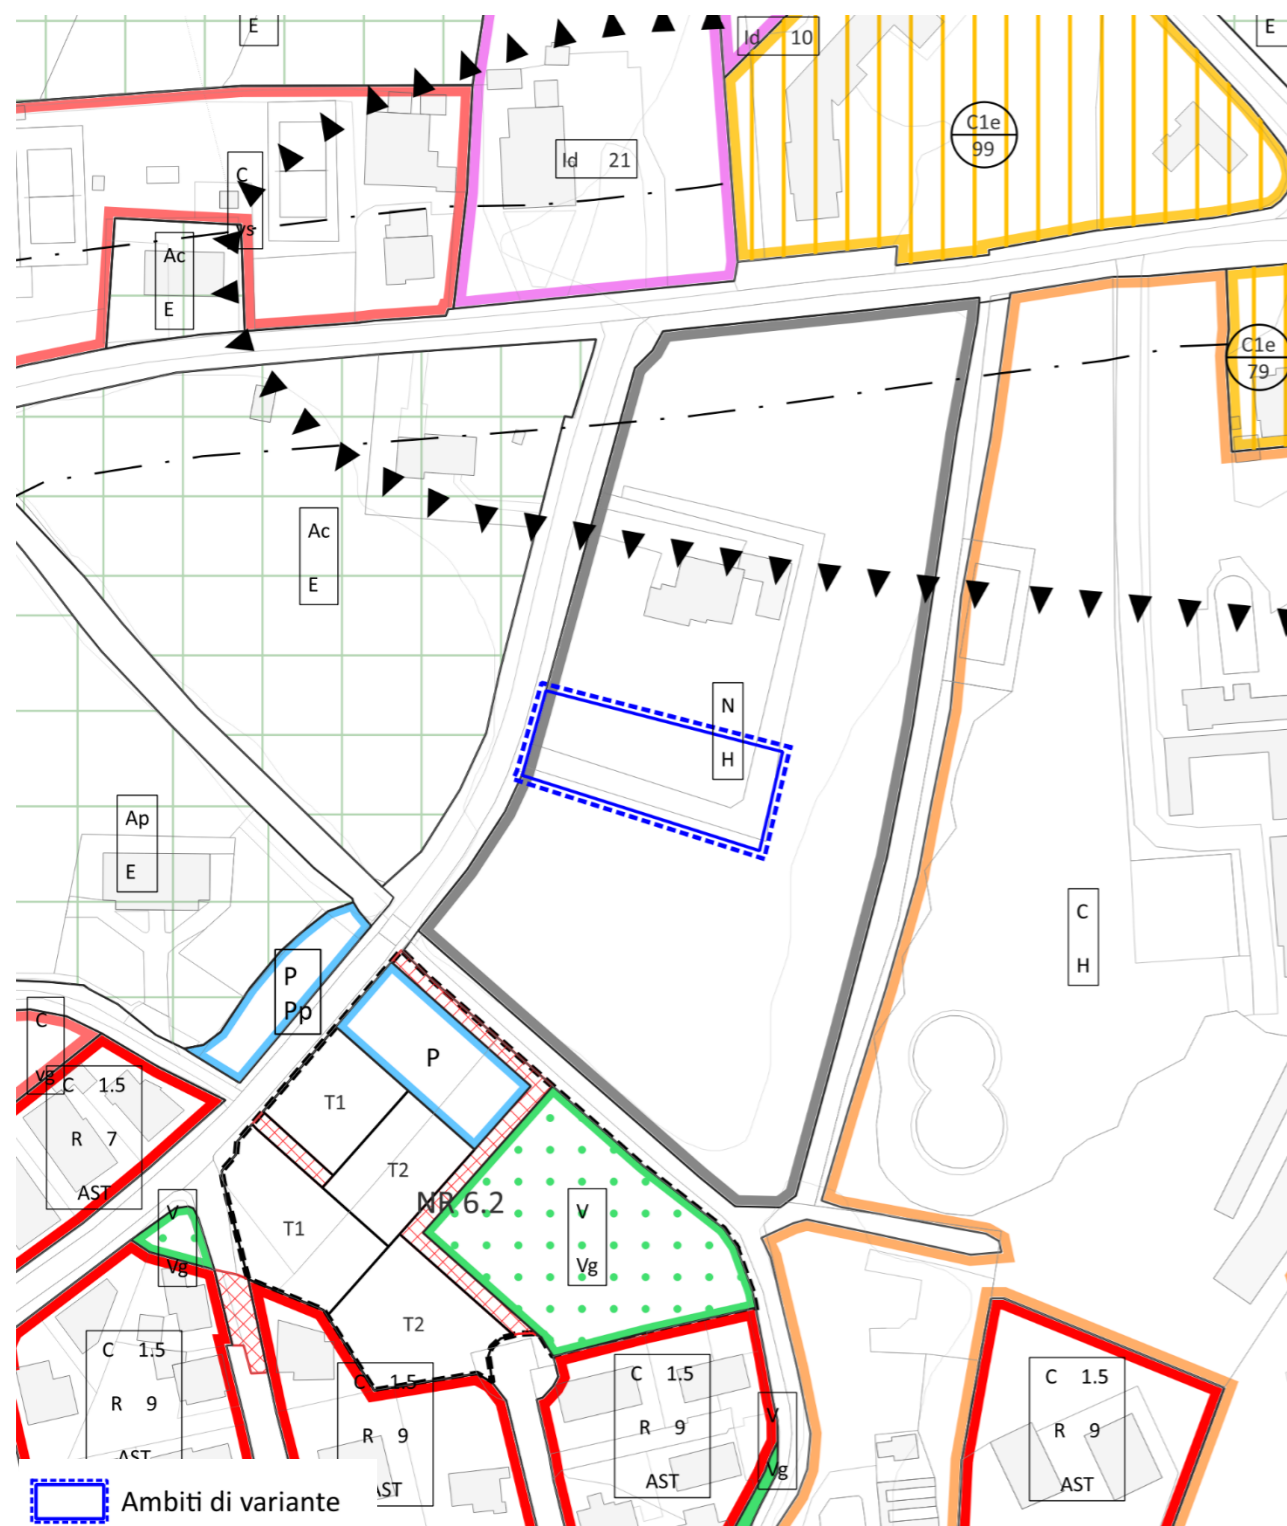 E
Id 10
E
C1e
99
Id 21
C
vs
Ac
E
C1e
79
Ac
E
N
H
Ap
E
C
H
P
Pp
C
vg
P
C 1.5
R 7
AST
T1
T2
NR 6.2
V
Vg
V
Vg
T1
T2
C 1.5
R 9
AST
C 1.5
R 9
AST
C 1.5
R 9
AST
V
Vg
C 1.5
R 9
AST
Ambiti di variante